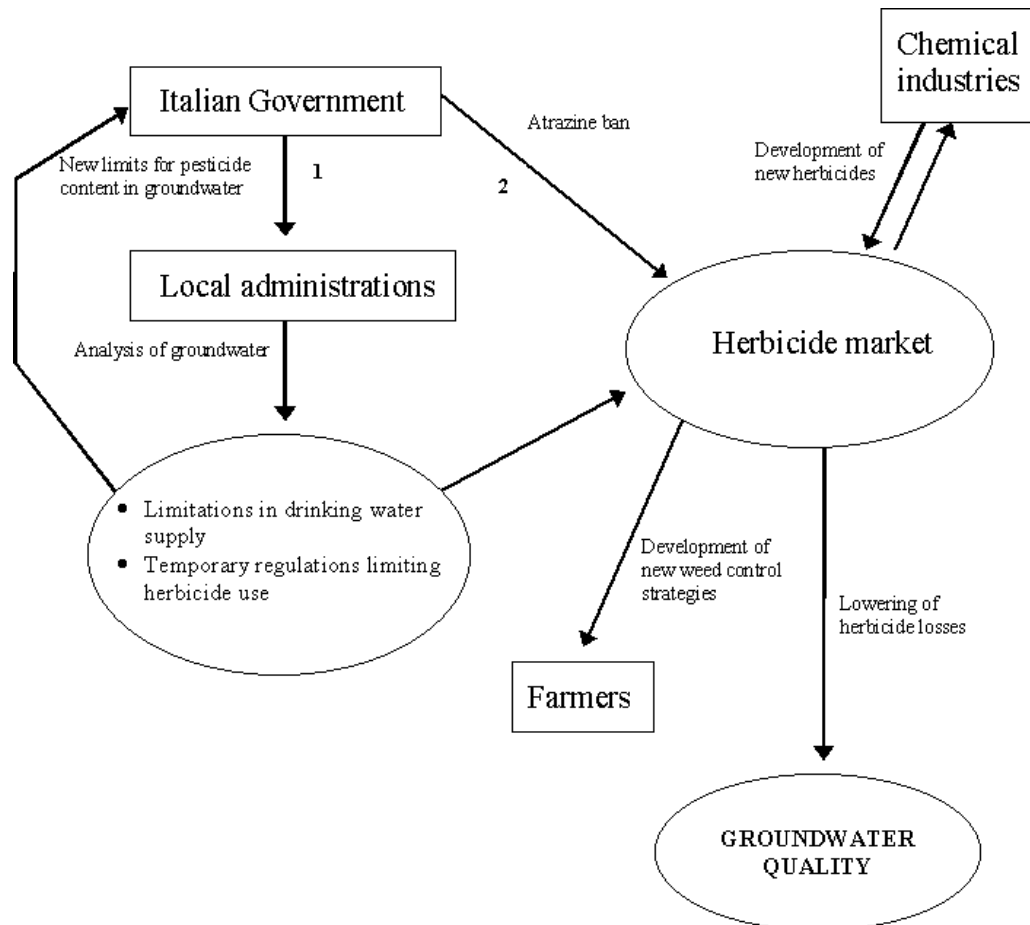 Italian Government
Chemical
industries
Atrazine ban
New limits for pesticide
content in groundwater
1
2
Development of
new herbicides
Local administrations
Analysis of groundwater
Herbicide market
• Limitations in drinking water
supply
• Temporary regulations limiting
herbicide use
Development of
new weed control
strategies
Lowering of
herbicide losses
Farmers
GROUNDWATER
QUALITY